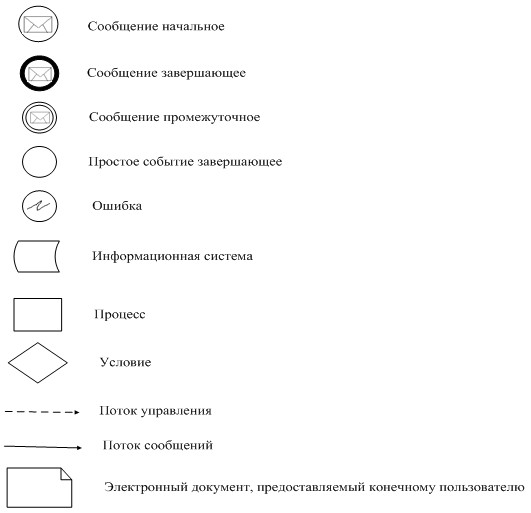 Сообщение начальное
Сообщение завершающее
Сообщение промежуточное
Простое событие завершающее
Ошибка
Информационная система
Процесс
Условие
Поток управления
Поток сообщений
Электронный документ, предоставляемый конечному пользователю